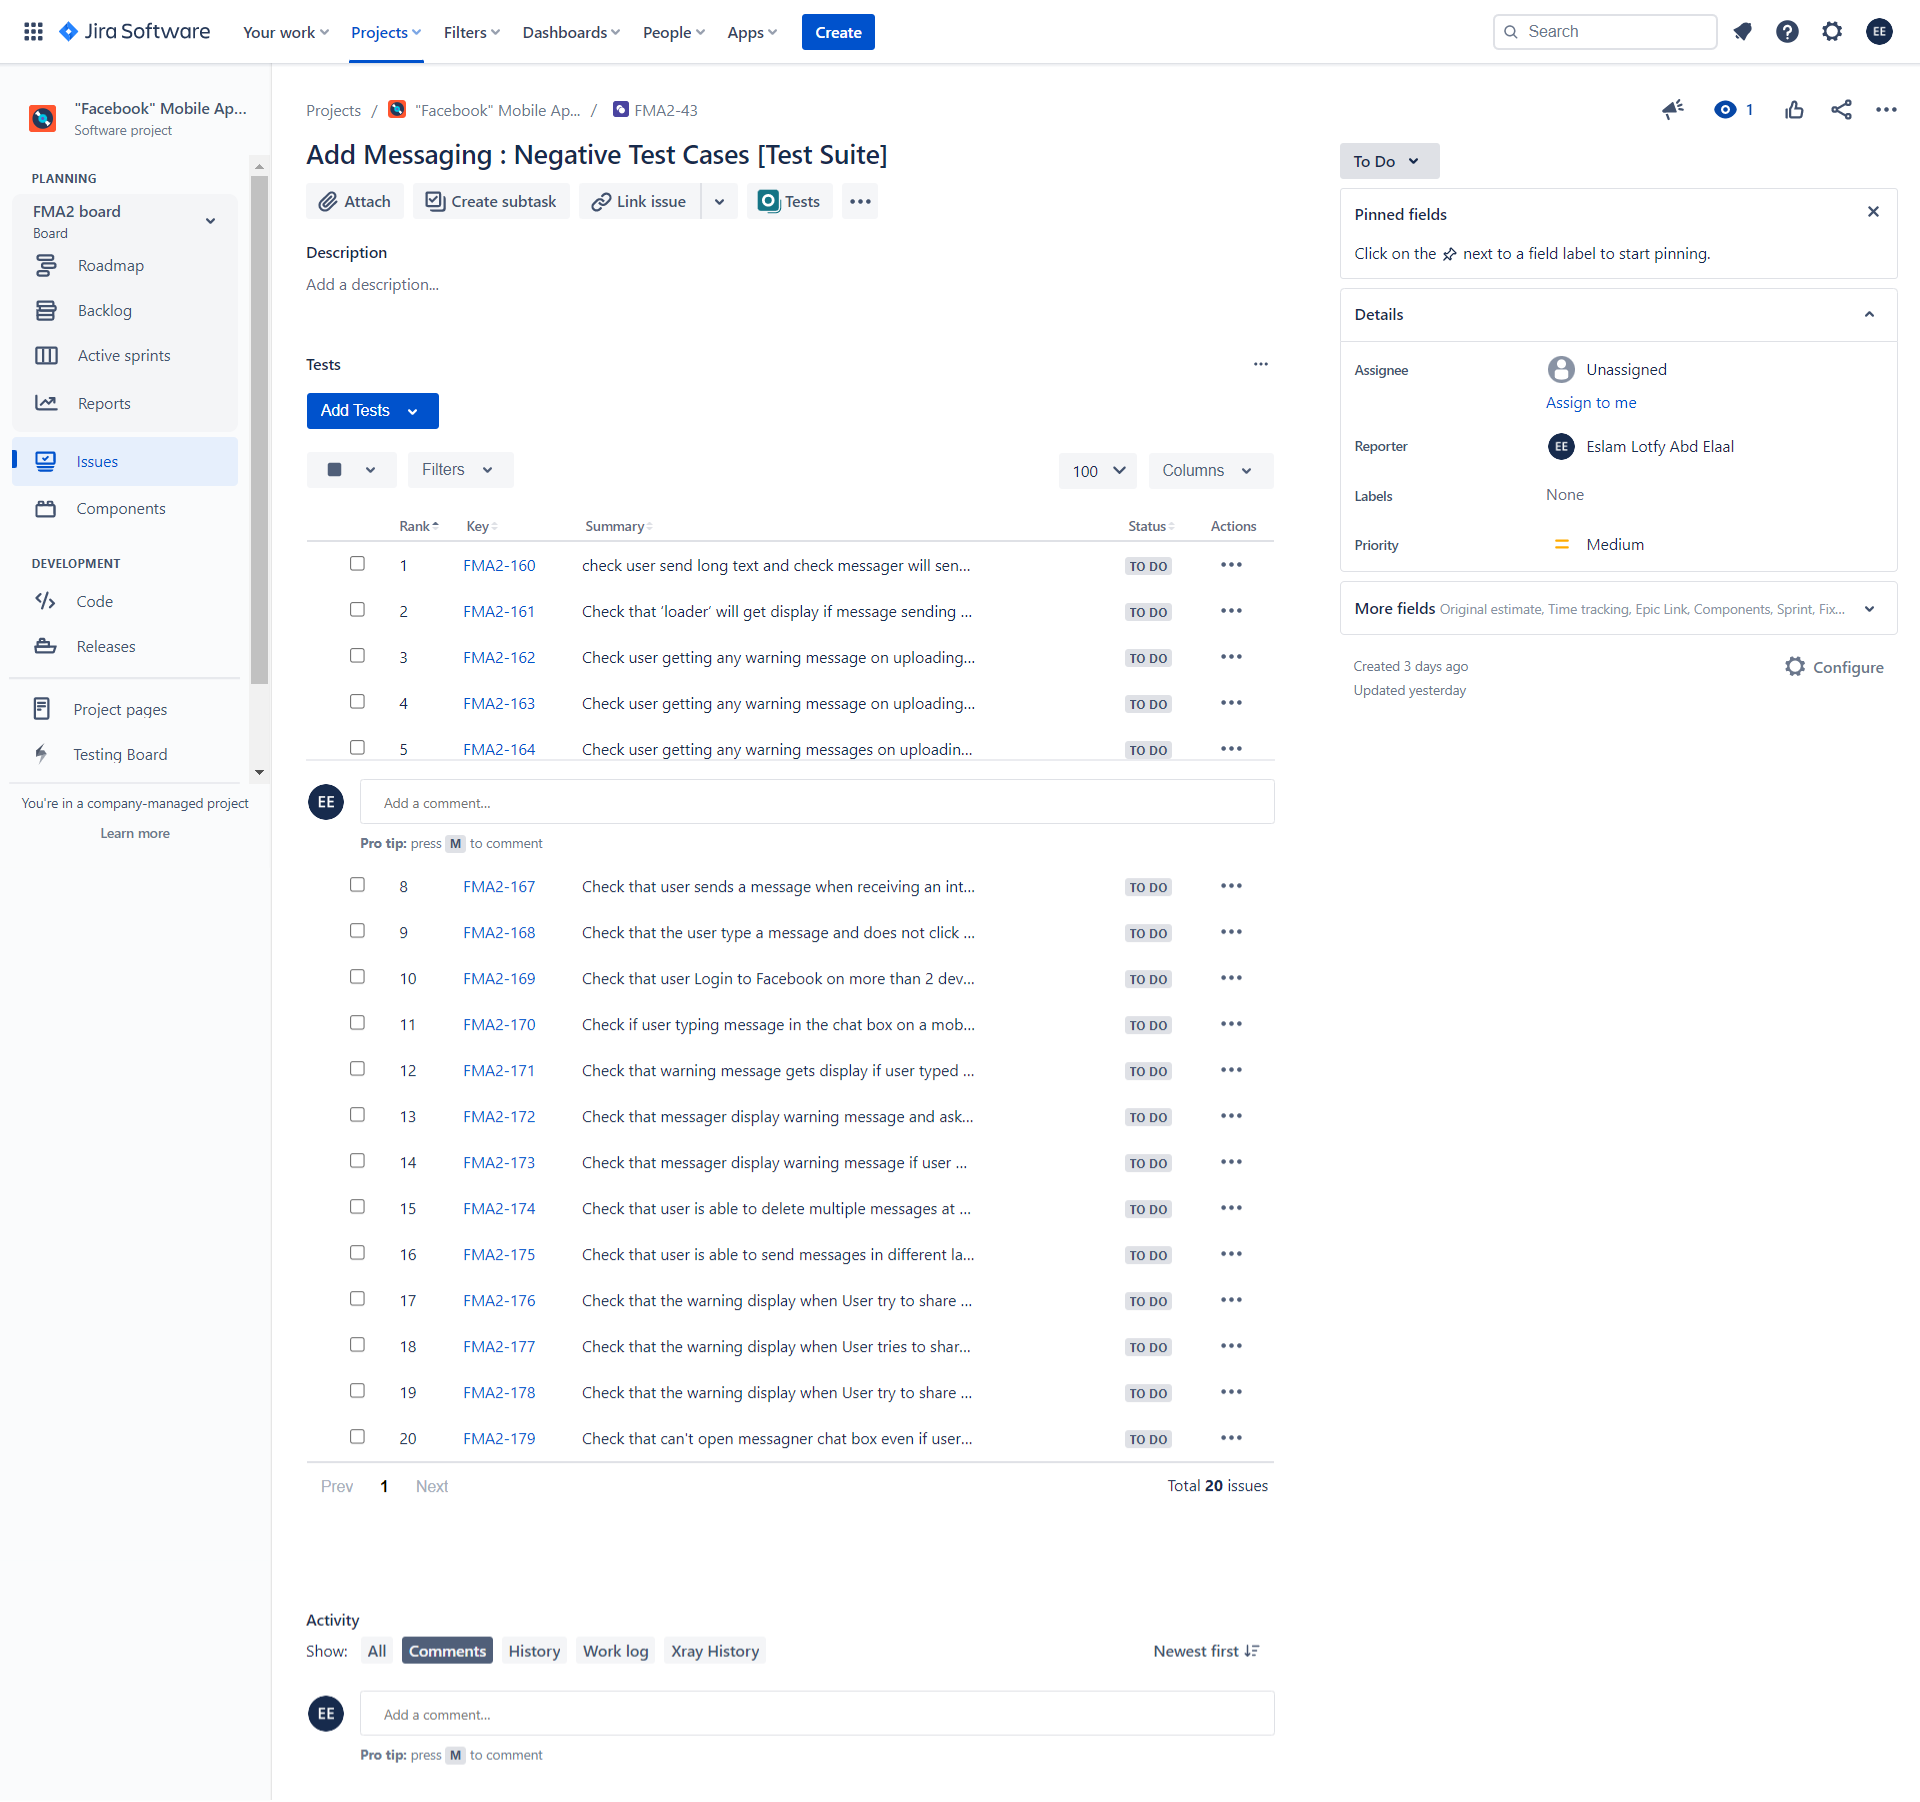 Jira Software
Your work
Projects
Filters
Dashboards
People
Apps
Create
Search
EE
"Facebook" Mobile Ap...
Software project
PLANNING
FMA2 board
Board
Roadmap
Backlog
Active sprints
Reports
Issues
Components
DEVELOPMENT
Code
Releases
Project pages
Testing Board
You're in a company-managed project
Learn more
Projects / "Facebook" Mobile Ap... / FMA2-43
Add Messaging : Negative Test Cases [Test Suite]
Attach
Create subtask
Link issue
Tests
Description
Add a description...
Tests
Add Tests
Filters
100
Columns
Rank Key Summary Status Actions
1 FMA2-160 check user send long text and check messager will sen... TO DO
2 FMA2-161 Check that ‘loader’ will get display if message sending ... TO DO
3 FMA2-162 Check user getting any warning message on uploading... TO DO
4 FMA2-163 Check user getting any warning message on uploading... TO DO
5 FMA2-164 Check user getting any warning messages on uploadin... TO DO
EE
Add a comment...
Pro tip: press M to comment
8 FMA2-167 Check that user sends a message when receiving an int... TO DO
9 FMA2-168 Check that the user type a message and does not click ... TO DO
10 FMA2-169 Check that user Login to Facebook on more than 2 dev... TO DO
11 FMA2-170 Check if user typing message in the chat box on a mob... TO DO
12 FMA2-171 Check that warning message gets display if user typed ... TO DO
13 FMA2-172 Check that messager display warning message and ask... TO DO
14 FMA2-173 Check that messager display warning message if user ... TO DO
15 FMA2-174 Check that user is able to delete multiple messages at ... TO DO
16 FMA2-175 Check that user is able to send messages in different la... TO DO
17 FMA2-176 Check that the warning display when User try to share ... TO DO
18 FMA2-177 Check that the warning display when User tries to shar... TO DO
19 FMA2-178 Check that the warning display when User try to share ... TO DO
20 FMA2-179 Check that can't open messagner chat box even if user... TO DO
Prev 1 Next
Total 20 issues
Activity
Show: All Comments History Work log Xray History
Newest first
EE
Add a comment...
Pro tip: press M to comment
1
To Do
Pinned fields
Click on the next to a field label to start pinning.
Details
Assignee
Unassigned
Assign to me
Reporter
EE Eslam Lotfy Abd Elaal
Labels
None
Priority
Medium
More fields Original estimate, Time tracking, Epic Link, Components, Sprint, Fix...
Created 3 days ago
Updated yesterday
Configure